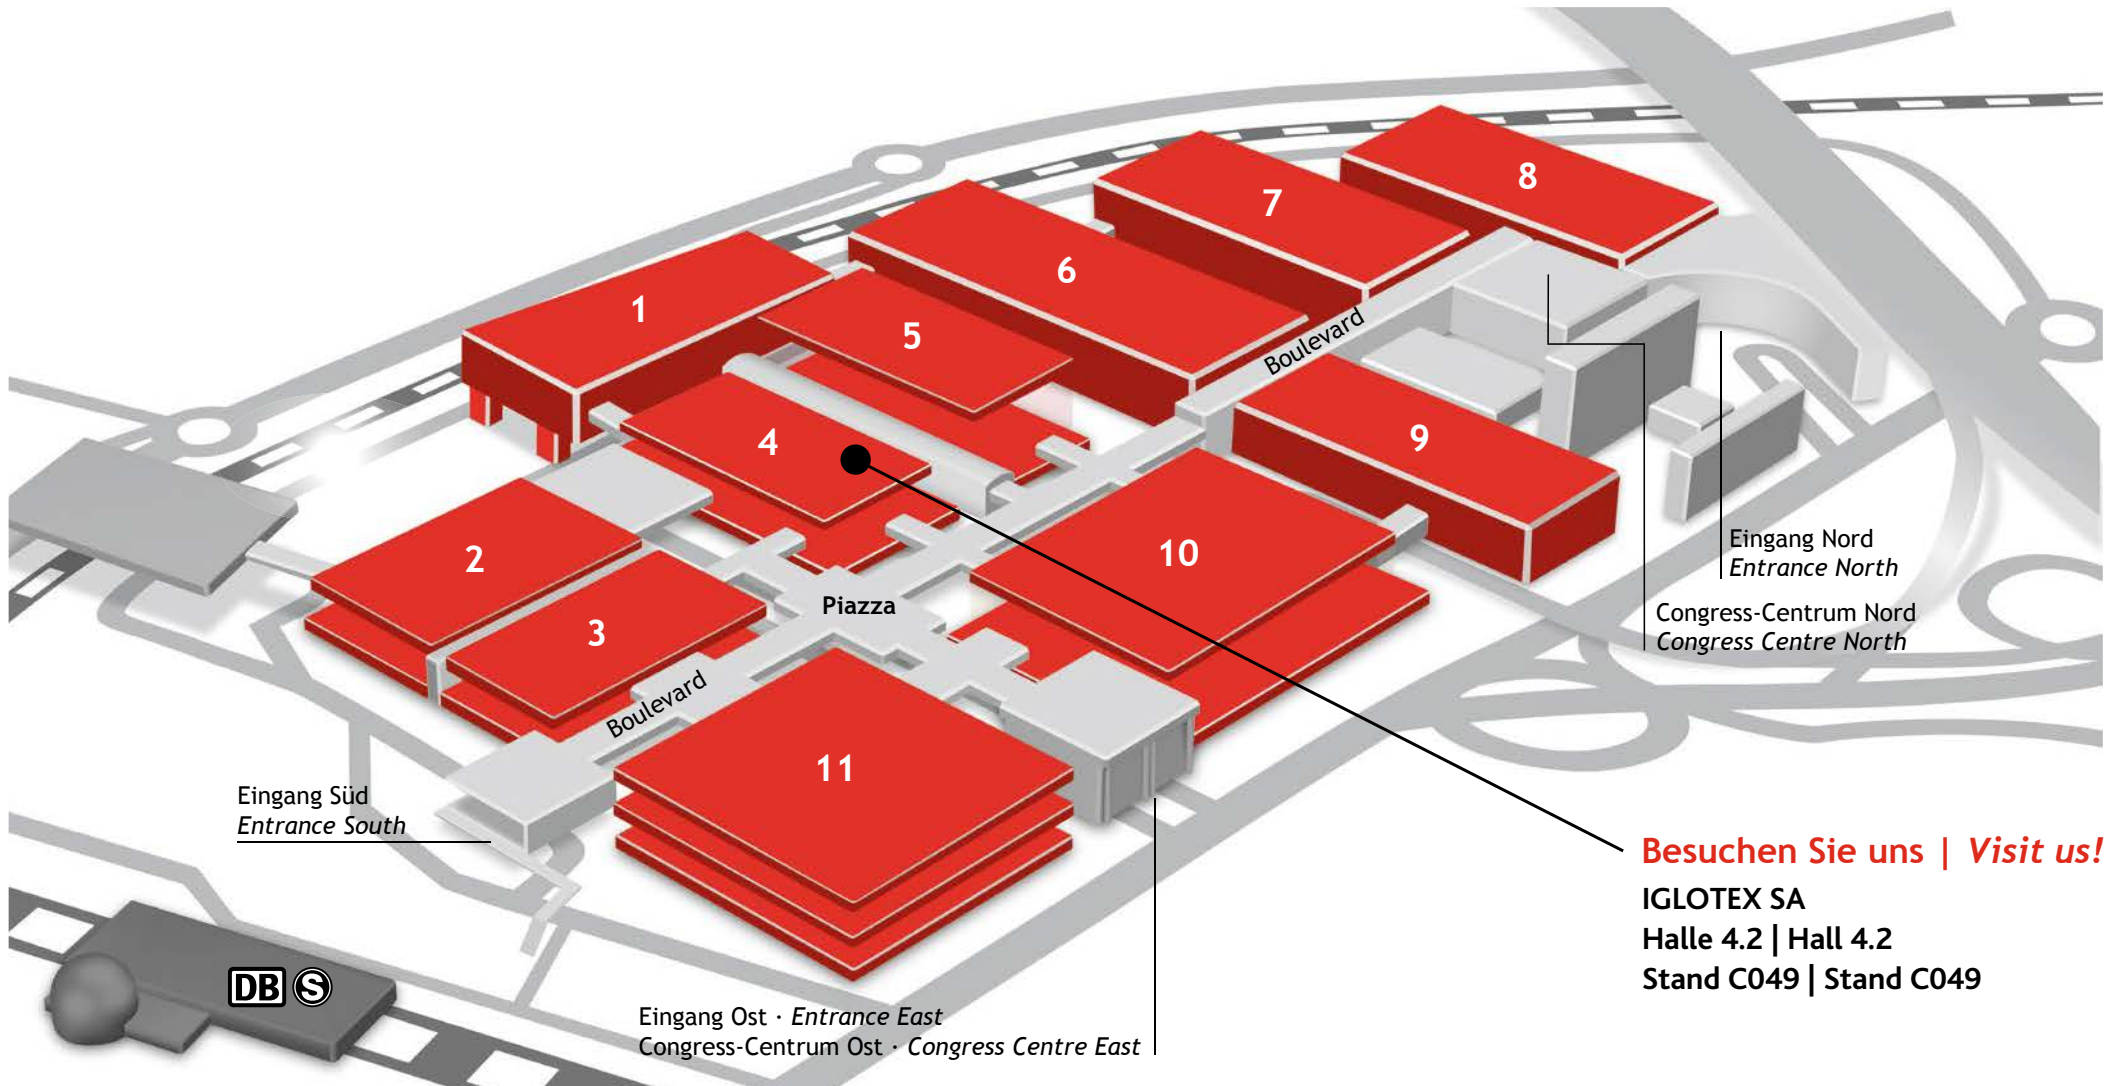 8
7
6
1
5
Boulevard
4
9
2
10
Eingang Nord
Entrance North
Piazza
3
Congress-Centrum Nord
Congress Centre North
Boulevard
11
Eingang Süd
Entrance South
Besuchen Sie uns | Visit us!
IGLOTEX SA
Halle 4.2 | Hall 4.2
Stand C049 | Stand C049
DB S
Eingang Ost · Entrance East
Congress-Centrum Ost · Congress Centre East